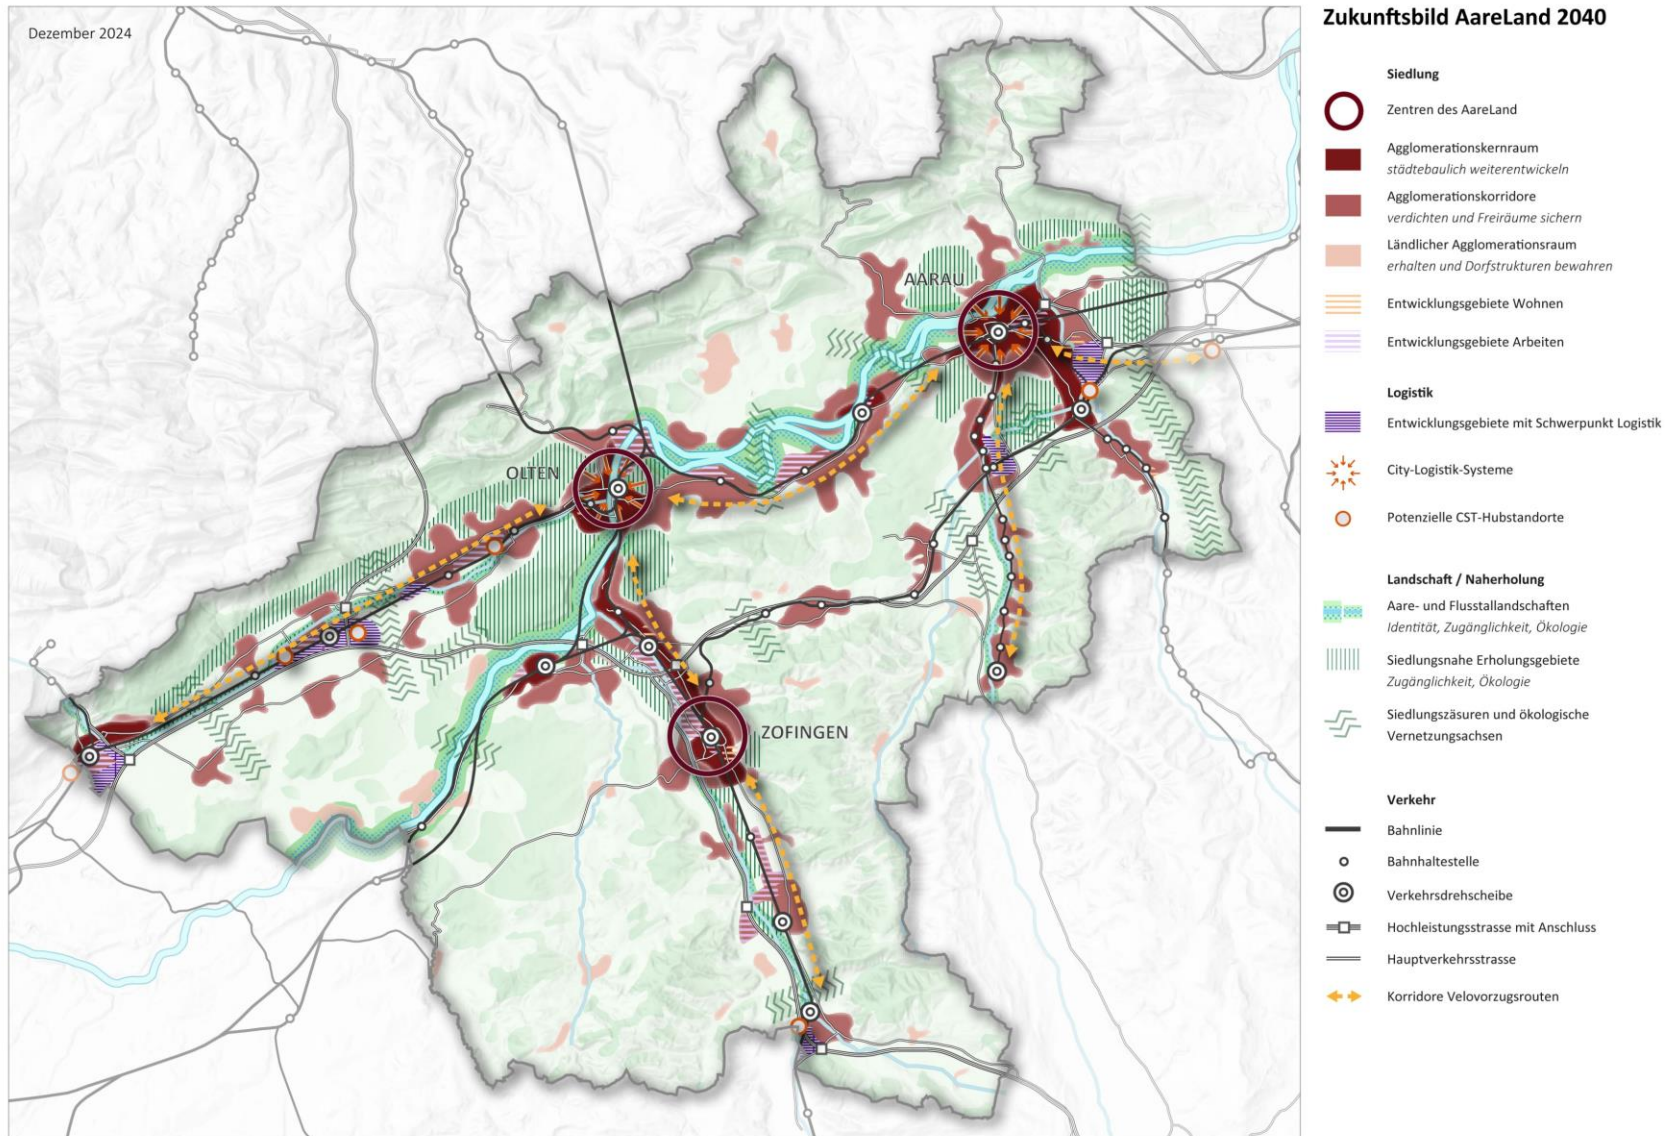 Dezember 2024
AARAU
OLTEN
ZOFINGEN
Zukunftsbild AareLand 2040
Siedlung
Zentren des AareLand
Agglomerationskernraum
städtebaulich weiterentwickeln
Agglomerationskorridore
verdichten und Freiräume sichern
Ländlicher Agglomerationsraum
erhalten und Dorfstrukturen bewahren
Entwicklungsgebiete Wohnen
Entwicklungsgebiete Arbeiten
Logistik
Entwicklungsgebiete mit Schwerpunkt Logistik
City-Logistik-Systeme
Potenzielle CST-Hubstandorte
Landschaft / Naherholung
Aare- und Flusstallandschaften
Identität, Zugänglichkeit, Ökologie
Siedlungsnahe Erholungsgebiete
Zugänglichkeit, Ökologie
Siedlungszäsuren und ökologische
Vernetzungsachsen
Verkehr
Bahnlinie
Bahnhaltestelle
Verkehrsdrehscheibe
Hochleistungsstrasse mit Anschluss
Hauptverkehrsstrasse
Korridore Velovorzugsrouten